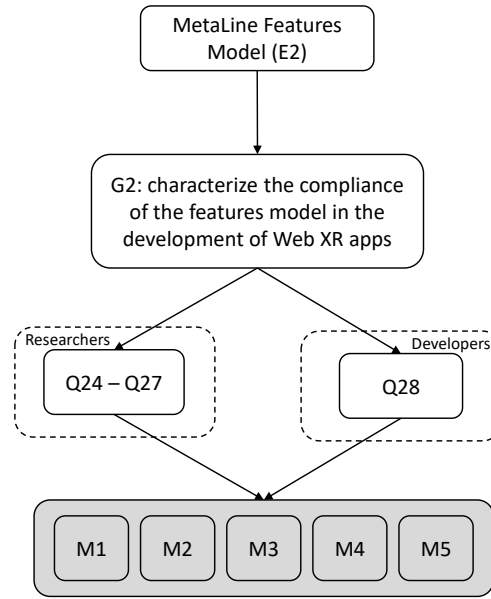 MetaLine Features
Model (E2)
G2: characterize the compliance
of the features model in the
development of Web XR apps
Researchers
Q24 – Q27
Developers
Q28
M1
M2
M3
M4
M5